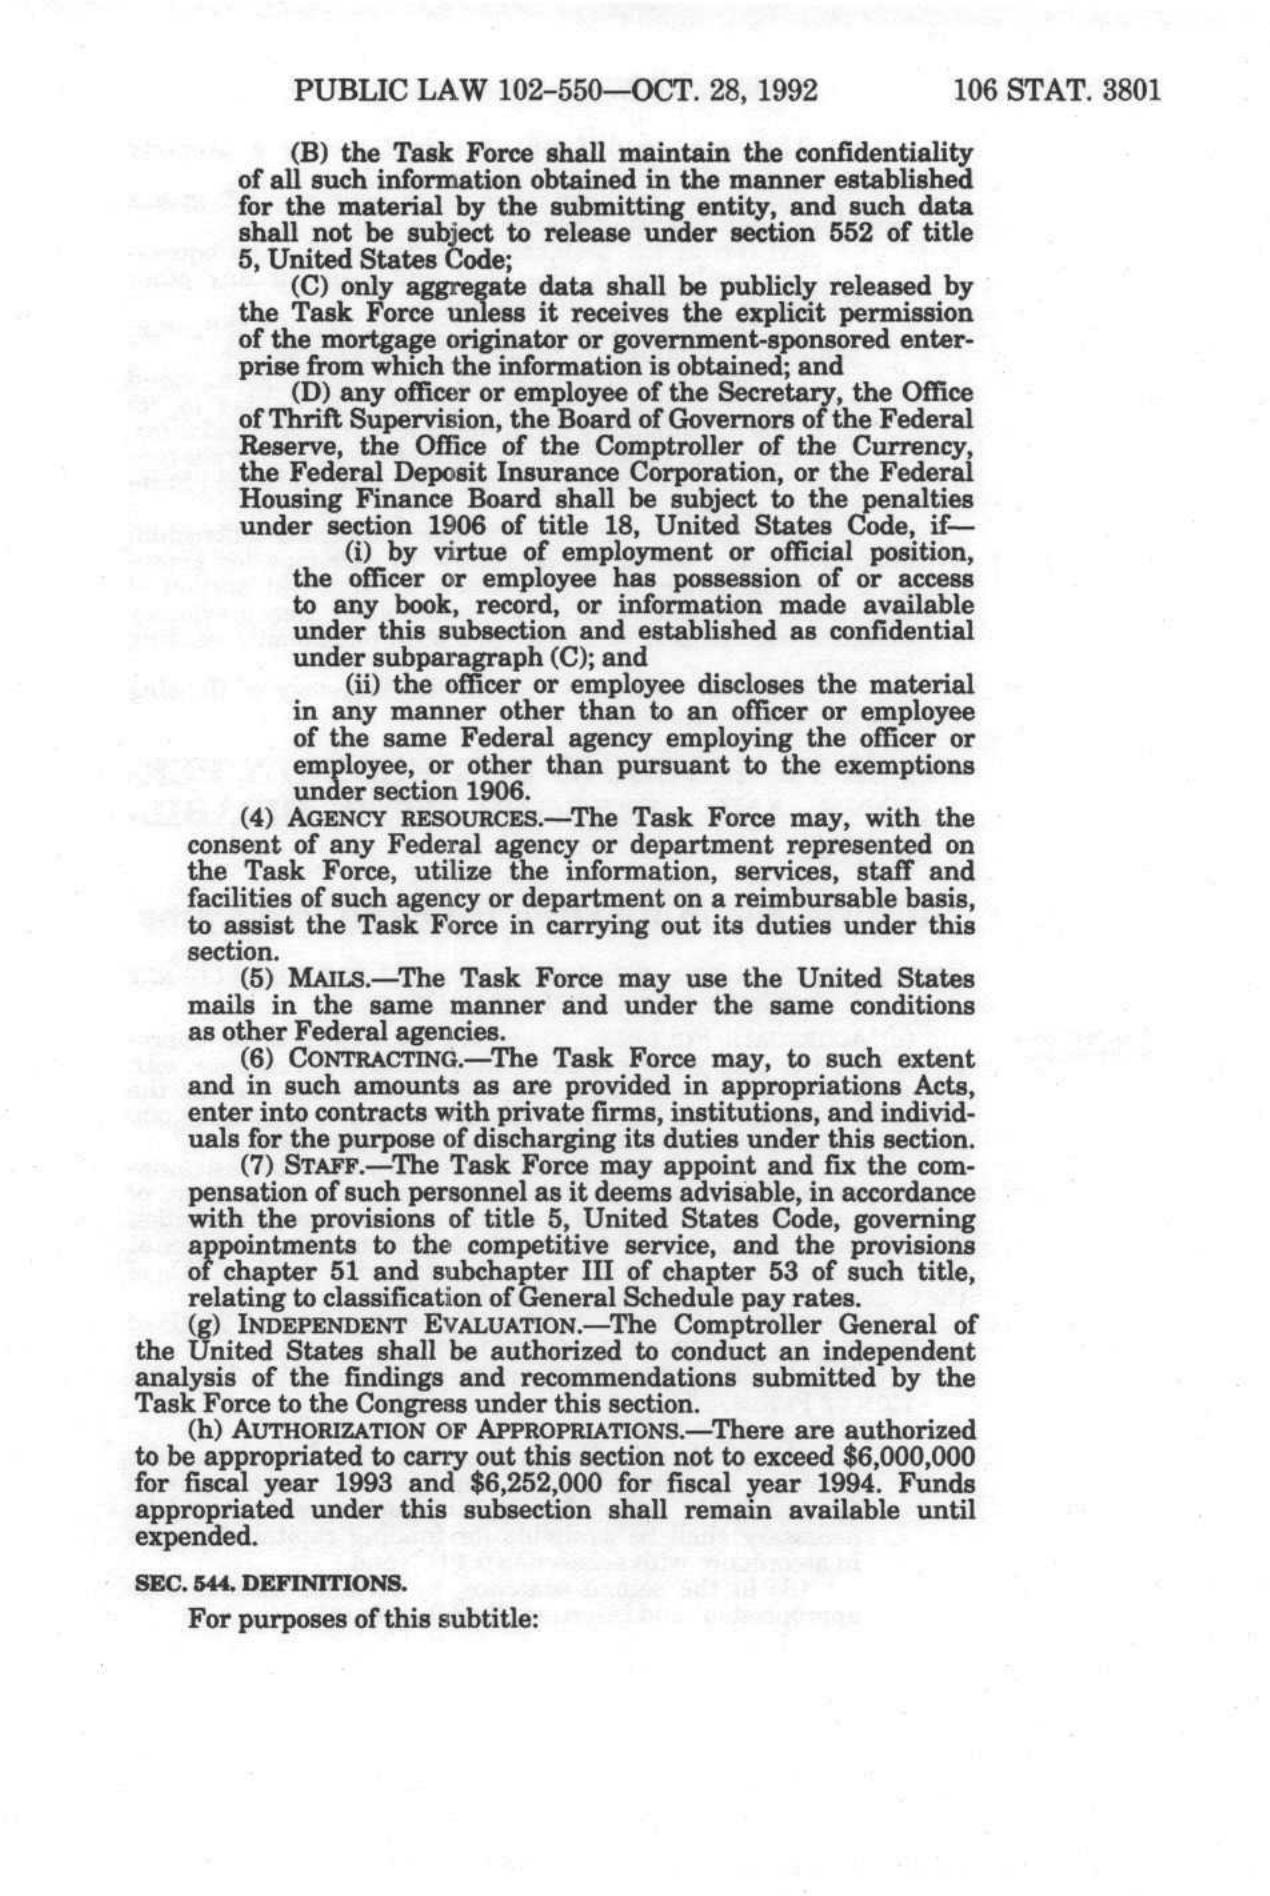 PUBLIC LAW 102–550—OCT. 28, 1992 106 STAT. 3801
(B) the Task Force shall maintain the confidentiality
of all such information obtained in the manner established
for the material by the submitting entity, and such data
shall not be subject to release under section 552 of title
5, United States Code;
(C) only aggregate data shall be publicly released by
the Task Force unless it receives the explicit permission
of the mortgage originator or government-sponsored enter-
prise from which the information is obtained; and
(D) any officer or employee of the Secretary, the Office
of Thrift Supervision, the Board of Governors of the Federal
Reserve, the Office of the Comptroller of the Currency,
the Federal Deposit Insurance Corporation, or the Federal
Housing Finance Board shall be subject to the penalties
under section 1906 of title 18, United States Code, if—
(i) by virtue of employment or official position,
the officer or employee has possession of or access
to any book, record, or information made available
under this subsection and established as confidential
under subparagraph (C); and
(ii) the officer or employee discloses the material
in any manner other than to an officer or employee
of the same Federal agency employing the officer or
employee, or other than pursuant to the exemptions
under section 1906.
(4) AGENCY RESOURCES.—The Task Force may, with the
consent of any Federal agency or department represented on
the Task Force, utilize the information, services, staff and
facilities of such agency or department on a reimbursable basis,
to assist the Task Force in carrying out its duties under this
section.
(5) MAILS.—The Task Force may use the United States
mails in the same manner and under the same conditions
as other Federal agencies.
(6) CONTRACTING.—The Task Force may, to such extent
and in such amounts as are provided in appropriations Acts,
enter into contracts with private firms, institutions, and individ-
uals for the purpose of discharging its duties under this section.
(7) STAFF.—The Task Force may appoint and fix the com-
pensation of such personnel as it deems advisable, in accordance
with the provisions of title 5, United States Code, governing
appointments to the competitive service, and the provisions
of chapter 51 and subchapter III of chapter 53 of such title,
relating to classification of General Schedule pay rates.
(g) INDEPENDENT EVALUATION.—The Comptroller General of
the United States shall be authorized to conduct an independent
analysis of the findings and recommendations submitted by the
Task Force to the Congress under this section.
(h) AUTHORIZATION OF APPROPRIATIONS.—There are authorized
to be appropriated to carry out this section not to exceed $6,000,000
for fiscal year 1993 and $6,252,000 for fiscal year 1994. Funds
appropriated under this subsection shall remain available until
expended.
SEC. 544. DEFINITIONS.
For purposes of this subtitle: